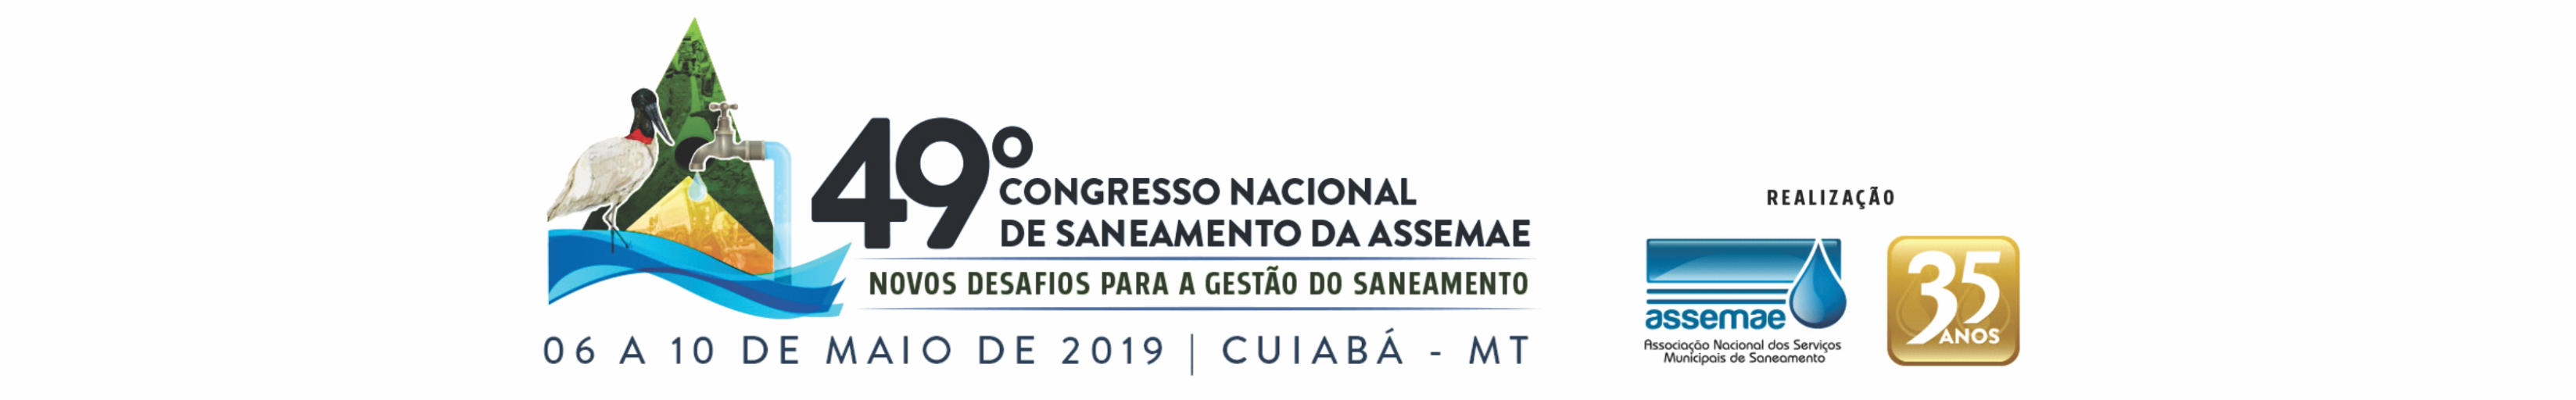 49º
CONGRESSO NACIONAL
DE SANEAMENTO DA ASSEMAE
NOVOS DESAFIOS PARA A GESTÃO DO SANEAMENTO
06 A 10 DE MAIO DE 2019 | CUIABÁ - MT
REALIZAÇÃO
assemae
Associação Nacional dos Serviços
Municipais de Saneamento
35
ANOS